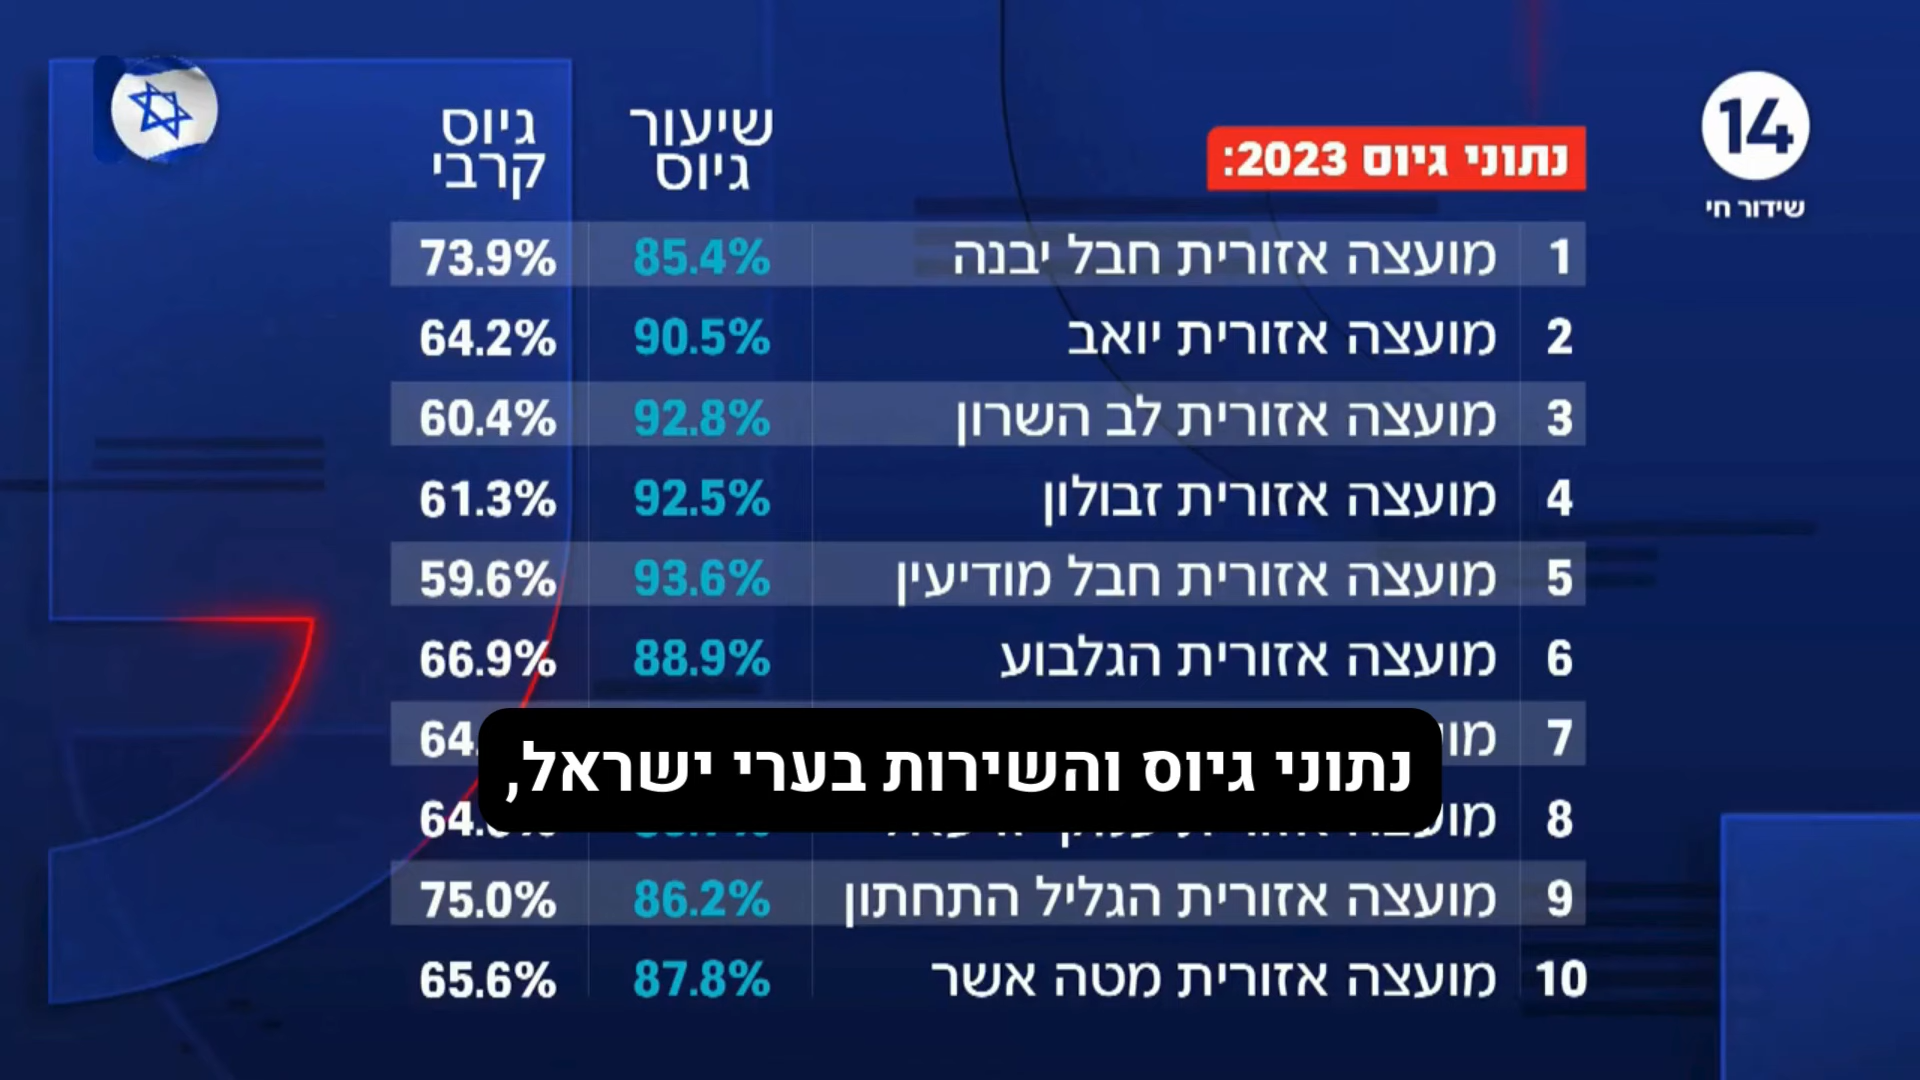 14
שידור חי
נתוני גיוס 2023:
שיעור גיוס
גיוס קרבי
1 מועצה אזורית חבל יבנה 85.4% 73.9%
2 מועצה אזורית יואב 90.5% 64.2%
3 מועצה אזורית לב השרון 92.8% 60.4%
4 מועצה אזורית זבולון 92.5% 61.3%
5 מועצה אזורית חבל מודיעין 93.6% 59.6%
6 מועצה אזורית הגלבוע 88.9% 66.9%
7
נתוני גיוס והשירות בערי ישראל,
8
9 מועצה אזורית הגליל התחתון 86.2% 75.0%
10 מועצה אזורית מטה אשר 87.8% 65.6%